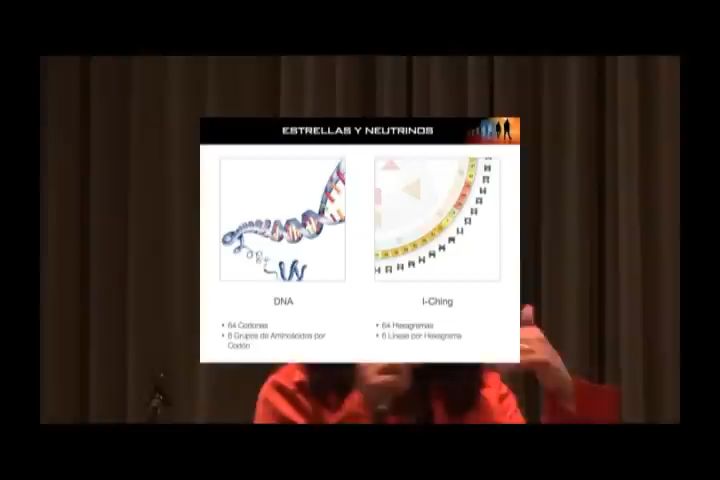 ESTRELLAS Y NEUTRINOS
DNA
• 64 Codones
• 6 Grupos de Aminoácidos por
Codón
I-Ching
• 64 Hexagramas
• 6 Líneas por Hexagrama